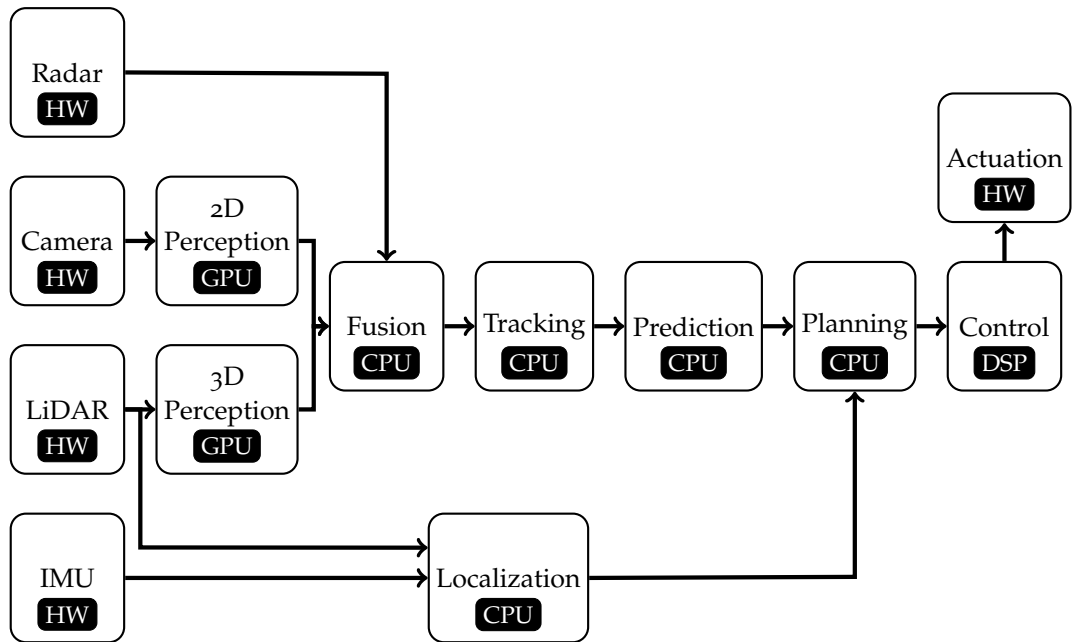 Radar
HW
Camera
HW
2D
Perception
GPU
LiDAR
HW
3D
Perception
GPU
IMU
HW
Fusion
CPU
Tracking
CPU
Prediction
CPU
Planning
CPU
Control
DSP
Actuation
HW
Localization
CPU